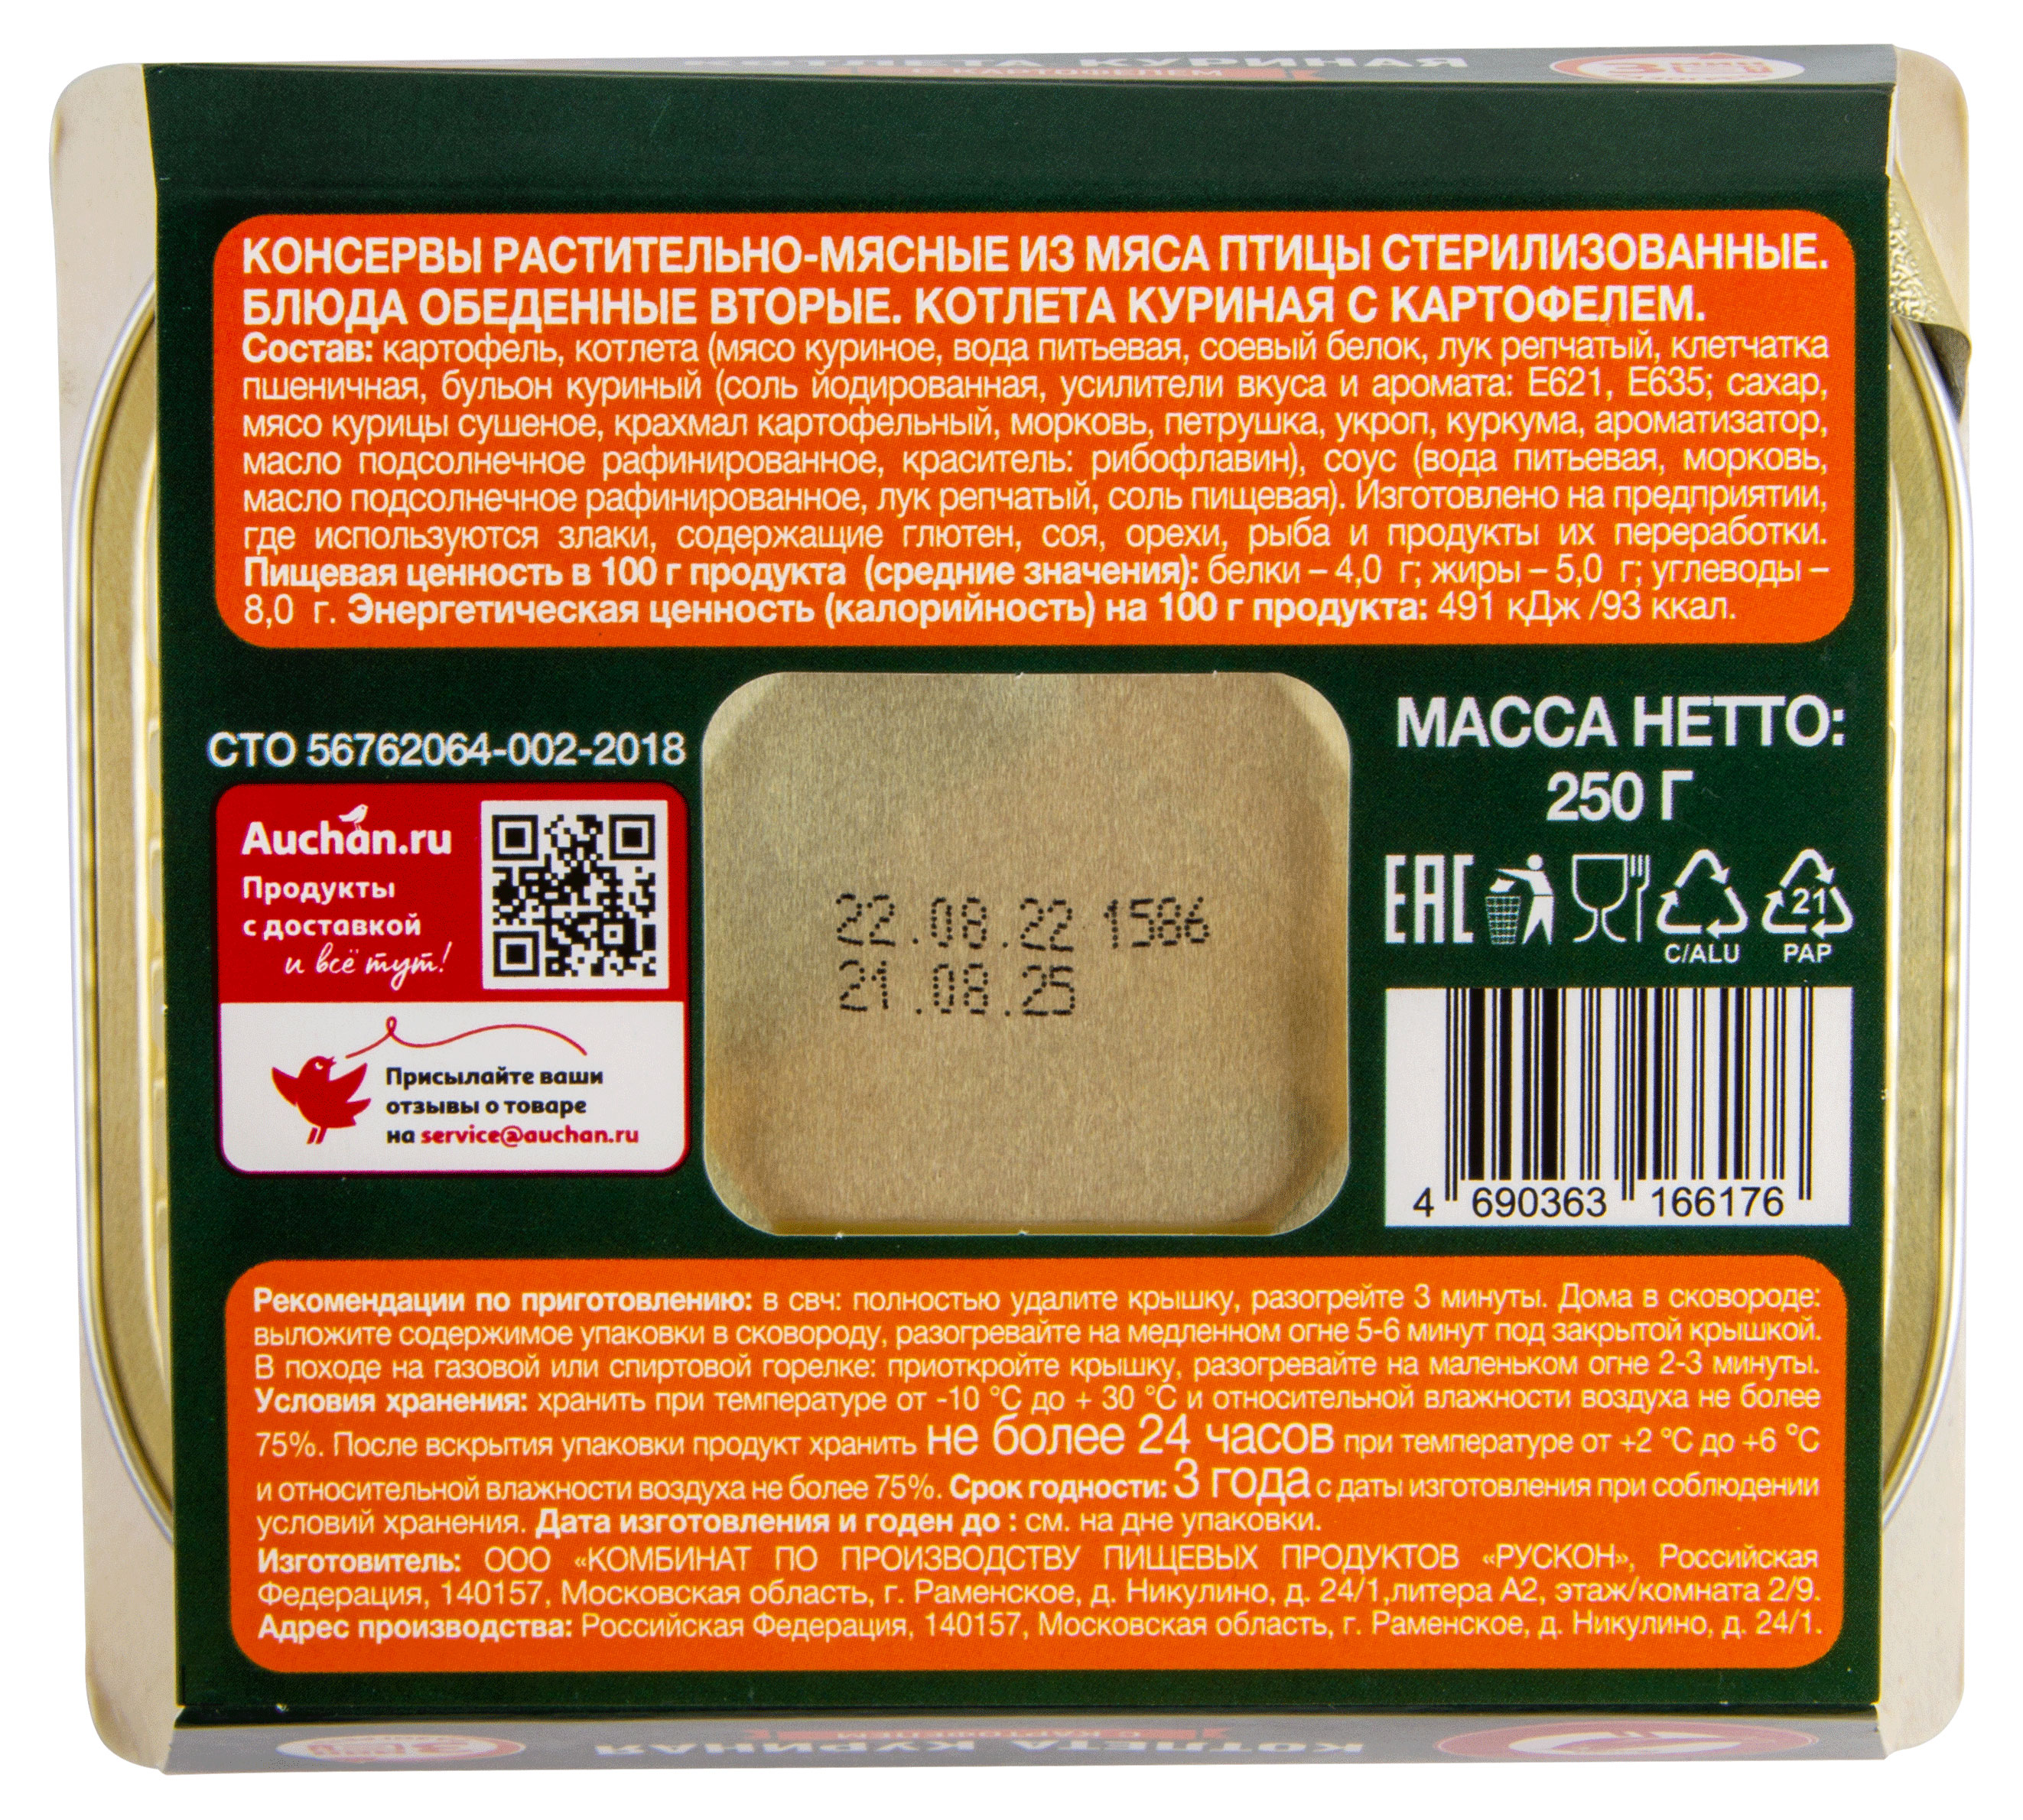 КОТЛЕТА КУРИНАЯ
С КАРТОФЕЛЕМ
КОНСЕРВЫ РАСТИТЕЛЬНО-МЯСНЫЕ ИЗ МЯСА ПТИЦЫ СТЕРИЛИЗОВАННЫЕ.
БЛЮДА ОБЕДЕННЫЕ ВТОРЫЕ. КОТЛЕТА КУРИНАЯ С КАРТОФЕЛЕМ.
Состав: картофель, котлета (мясо куриное, вода питьевая, соевый белок, лук репчатый, клетчатка
пшеничная, бульон куриный (соль йодированная, усилители вкуса и аромата: Е621, Е635; сахар,
мясо курицы сушеное, крахмал картофельный, морковь, петрушка, укроп, куркума, ароматизатор,
масло подсолнечное рафинированное, краситель: рибофлавин), соус (вода питьевая, морковь,
масло подсолнечное рафинированное, лук репчатый, соль пищевая). Изготовлено на предприятии,
где используются злаки, содержащие глютен, соя, орехи, рыба и продукты их переработки.
Пищевая ценность в 100 г продукта (средние значения): белки – 4,0 г; жиры – 5,0 г; углеводы –
8,0 г. Энергетическая ценность (калорийность) на 100 г продукта: 491 кДж /93 ккал.
СТО 56762064-002-2018
Auchan.ru
Продукты
с доставкой
и всё тут!
Присылайте ваши
отзывы о товаре
на service@auchan.ru
22.08.22 1586
21.08.25
МАССА НЕТТО:
250 Г
EAC
21
C/ALU PAP
4 690363 166176
Рекомендации по приготовлению: в свч: полностью удалите крышку, разогрейте 3 минуты. Дома в сковороде:
выложите содержимое упаковки в сковороду, разогревайте на медленном огне 5-6 минут под закрытой крышкой.
В походе на газовой или спиртовой горелке: приоткройте крышку, разогревайте на маленьком огне 2-3 минуты.
Условия хранения: хранить при температуре от -10 °С до + 30 °С и относительной влажности воздуха не более
75%. После вскрытия упаковки продукт хранить не более 24 часов при температуре от +2 °С до +6 °С
и относительной влажности воздуха не более 75%. Срок годности: 3 года с даты изготовления при соблюдении
условий хранения. Дата изготовления и годен до : см. на дне упаковки.
Изготовитель: ООО «КОМБИНАТ ПО ПРОИЗВОДСТВУ ПИЩЕВЫХ ПРОДУКТОВ «РУСКОН», Российская
Федерация, 140157, Московская область, г. Раменское, д. Никулино, д. 24/1,литера А2, этаж/комната 2/9.
Адрес производства: Российская Федерация, 140157, Московская область, г. Раменское, д. Никулино, д. 24/1.
С КАРТОФЕЛЕМ
КОТЛЕТА КУРИНАЯ